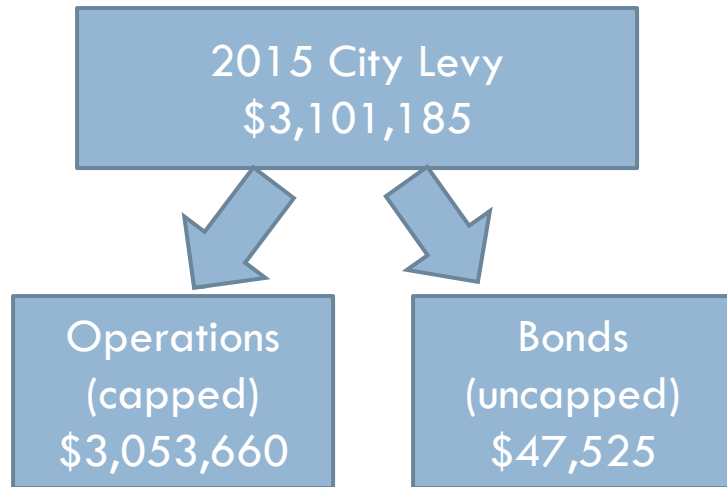 2015 City Levy
$3,101,185
Operations
(capped)
$3,053,660
Bonds
(uncapped)
$47,525